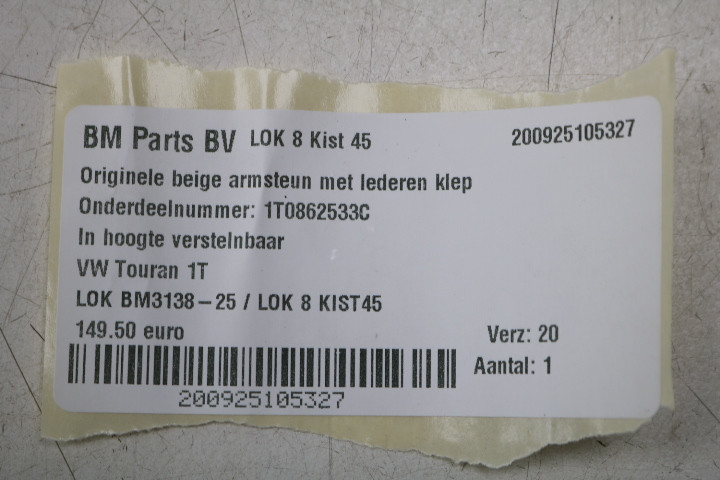 BM Parts BV LOK 8 Kist 45 200925105327
Originele beige armsteun met lederen klep
Onderdeelnummer: 1T0862533C
In hoogte verstelnbaar
VW Touran 1T
LOK BM3138-25 / LOK 8 KIST45
149.50 euro Verz: 20
Aantal: 1
200925105327